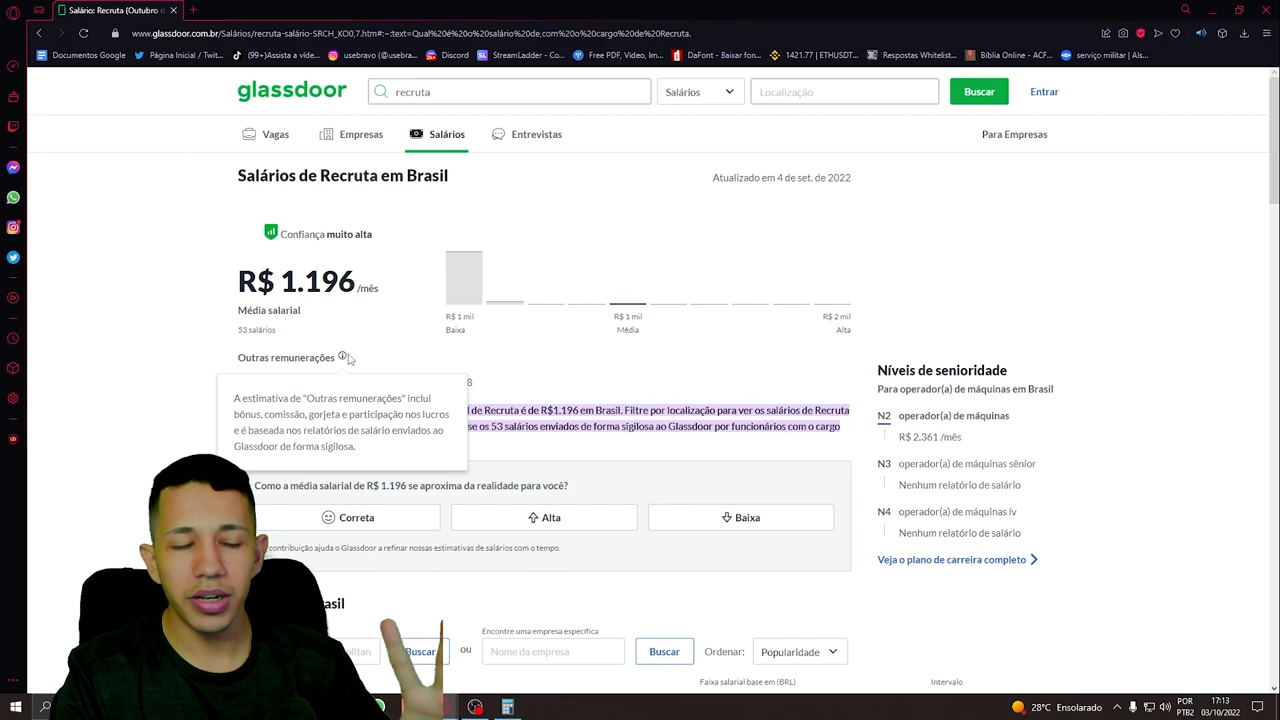 Salário: recruta (Outubro d
www.glassdoor.com.br/Salários/recruta-salário-SRCH_KO0,7.htm#:~:text=Qual%20é%20o%20salário%20de,com%20o%20cargo%20de%20Recruta.
Documentos Google
Página Inicial / Twi...
(99+)Assista no
@usebra...
@usebravo
Discord
StreamLadder - Co...
Free PDF, Video, Im...
DaFont - Baixar fon...
1421.77 | ETHUSDT...
Respostas Whitelist...
Bíblia Online - ACF...
serviço militar | Als...
glassdoor
recruta
Salários
Localização
Buscar
Entrar
Vagas
Empresas
Salários
Entrevistas
Para Empresas
Salários de Recruta em Brasil
Atualizado em 4 de set. de 2022
Confiança muito alta
R$ 1.196 /mês
Média salarial
53 salários
R$ 1 mil
Baixa
R$ 1 mil
Média
R$ 2 mil
Alta
Outras remunerações
8
A estimativa de "Outras remunerações" inclui
bônus, comissão, gorjeta e participação nos lucros
e é baseada nos relatórios de salário enviados ao
Glassdoor de forma sigilosa.
l de Recruta é de R$1.196 em Brasil. Filtre por localização para ver os salários de Recruta
se os 53 salários enviados de forma sigilosa ao Glassdoor por funcionários com o cargo
Como a média salarial de R$ 1.196 se aproxima da realidade para você?
Correta
Alta
Baixa
contribuição ajuda o Glassdoor a refinar nossas estimativas de salários com o tempo.
Níveis de senioridade
Para operador(a) de máquinas em Brasil
N2 operador(a) de máquinas
R$ 2.361 /mês
N3 operador(a) de máquinas sênior
Nenhum relatório de salário
N4 operador(a) de máquinas iv
Nenhum relatório de salário
Veja o plano de carreira completo
asil
Encontre uma empresa específica
politan
Buscar
ou
Nome da empresa
Buscar
Ordenar:
Popularidade
Faixa salarial base em (BRL)
Intervalo
28°C Ensolarado
POR
PTB2
17:13
03/10/2022